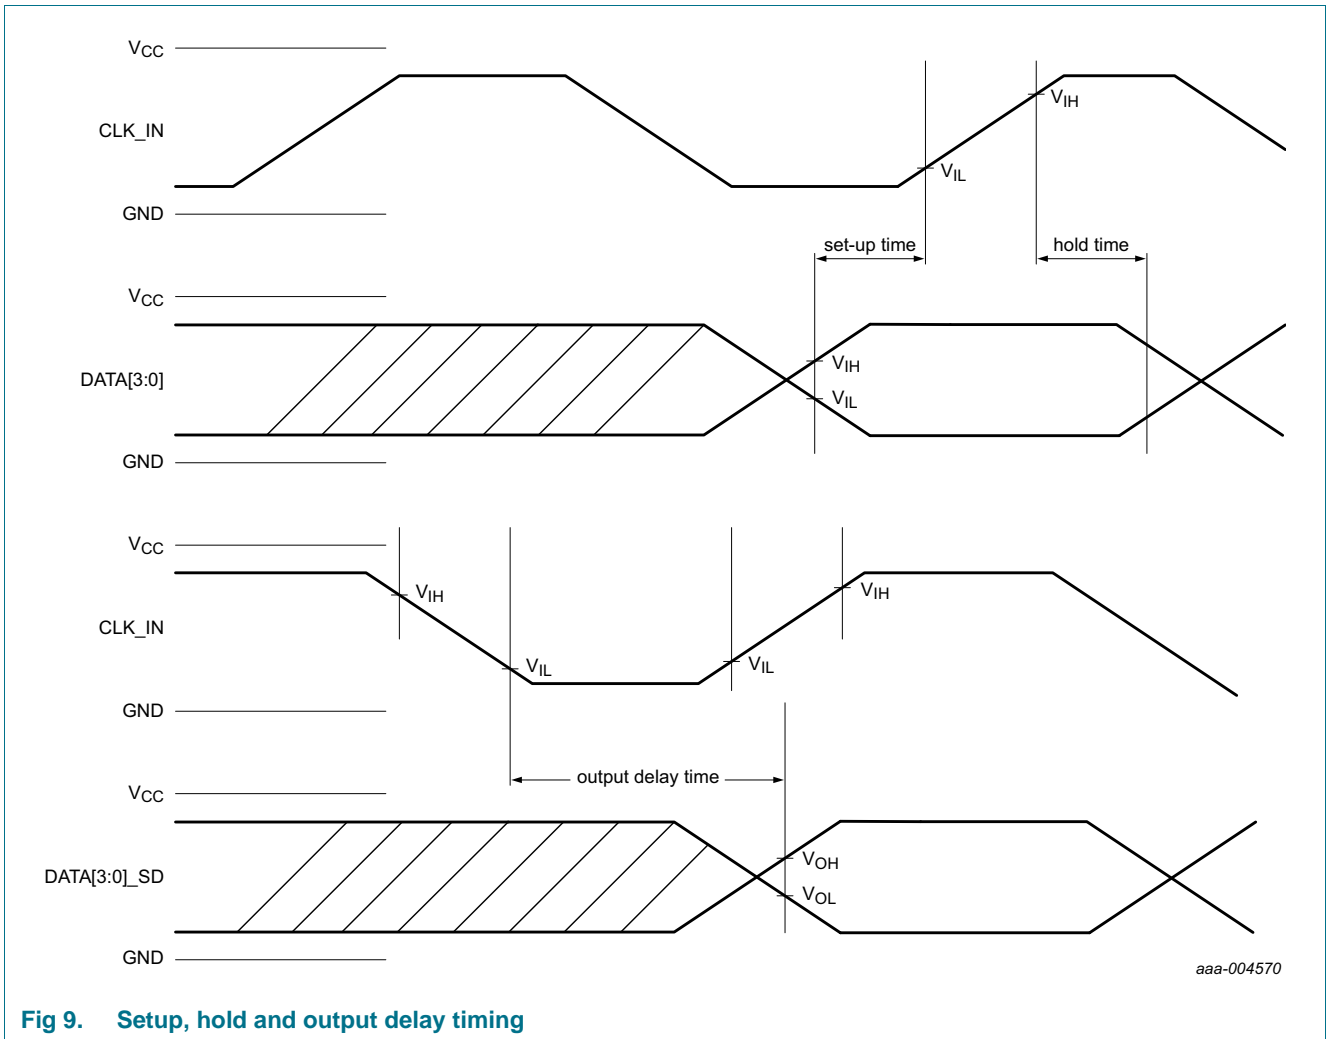 VCC
CLK_IN
VIH
VIL
GND
set-up time
hold time
VCC
VIH
DATA[3:0]
VIL
GND
VCC
VIH
VIH
CLK_IN
VIL
VIL
GND
output delay time
VCC
VOH
DATA[3:0]_SD
VOL
GND
aaa-004570
Fig 9. Setup, hold and output delay timing